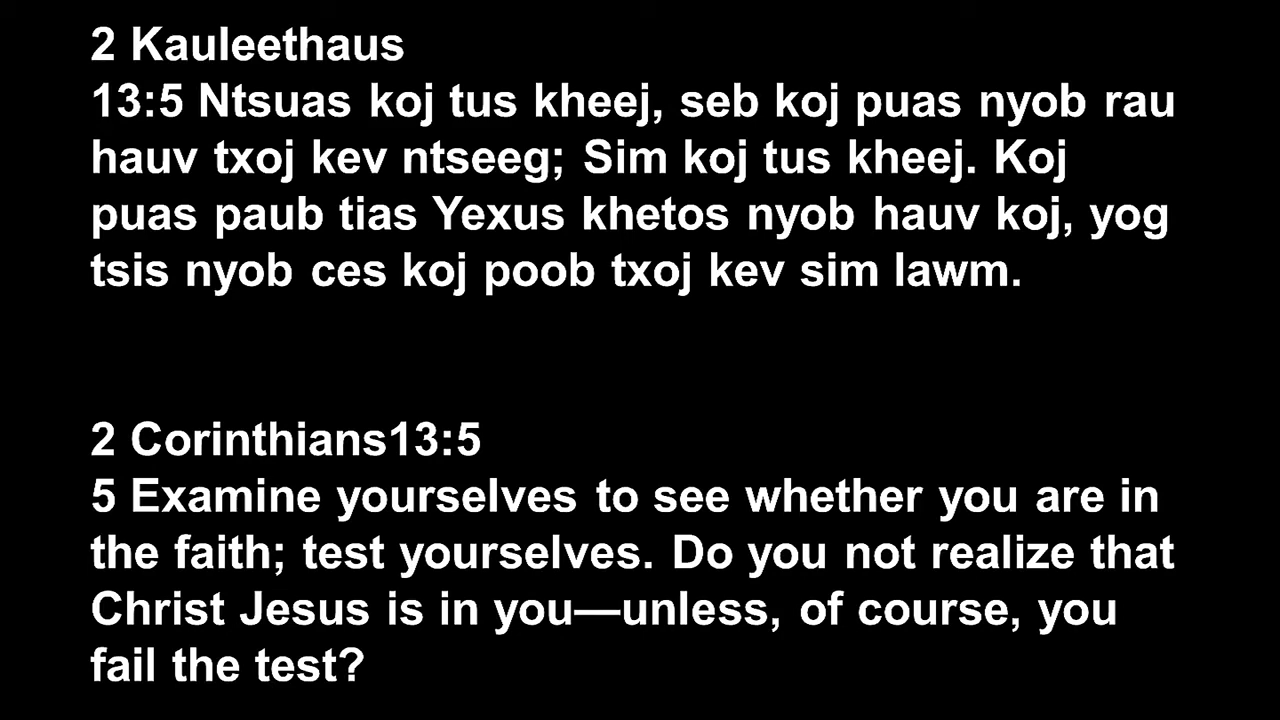 2 Kauleethaus
13:5 Ntsuas koj tus kheej, seb koj puas nyob rau
hauv txoj kev ntseeg; Sim koj tus kheej. Koj
puas paub tias Yexus khetos nyob hauv koj, yog
tsis nyob ces koj poob txoj kev sim lawm.
2 Corinthians13:5
5 Examine yourselves to see whether you are in
the faith; test yourselves. Do you not realize that
Christ Jesus is in you—unless, of course, you
fail the test?